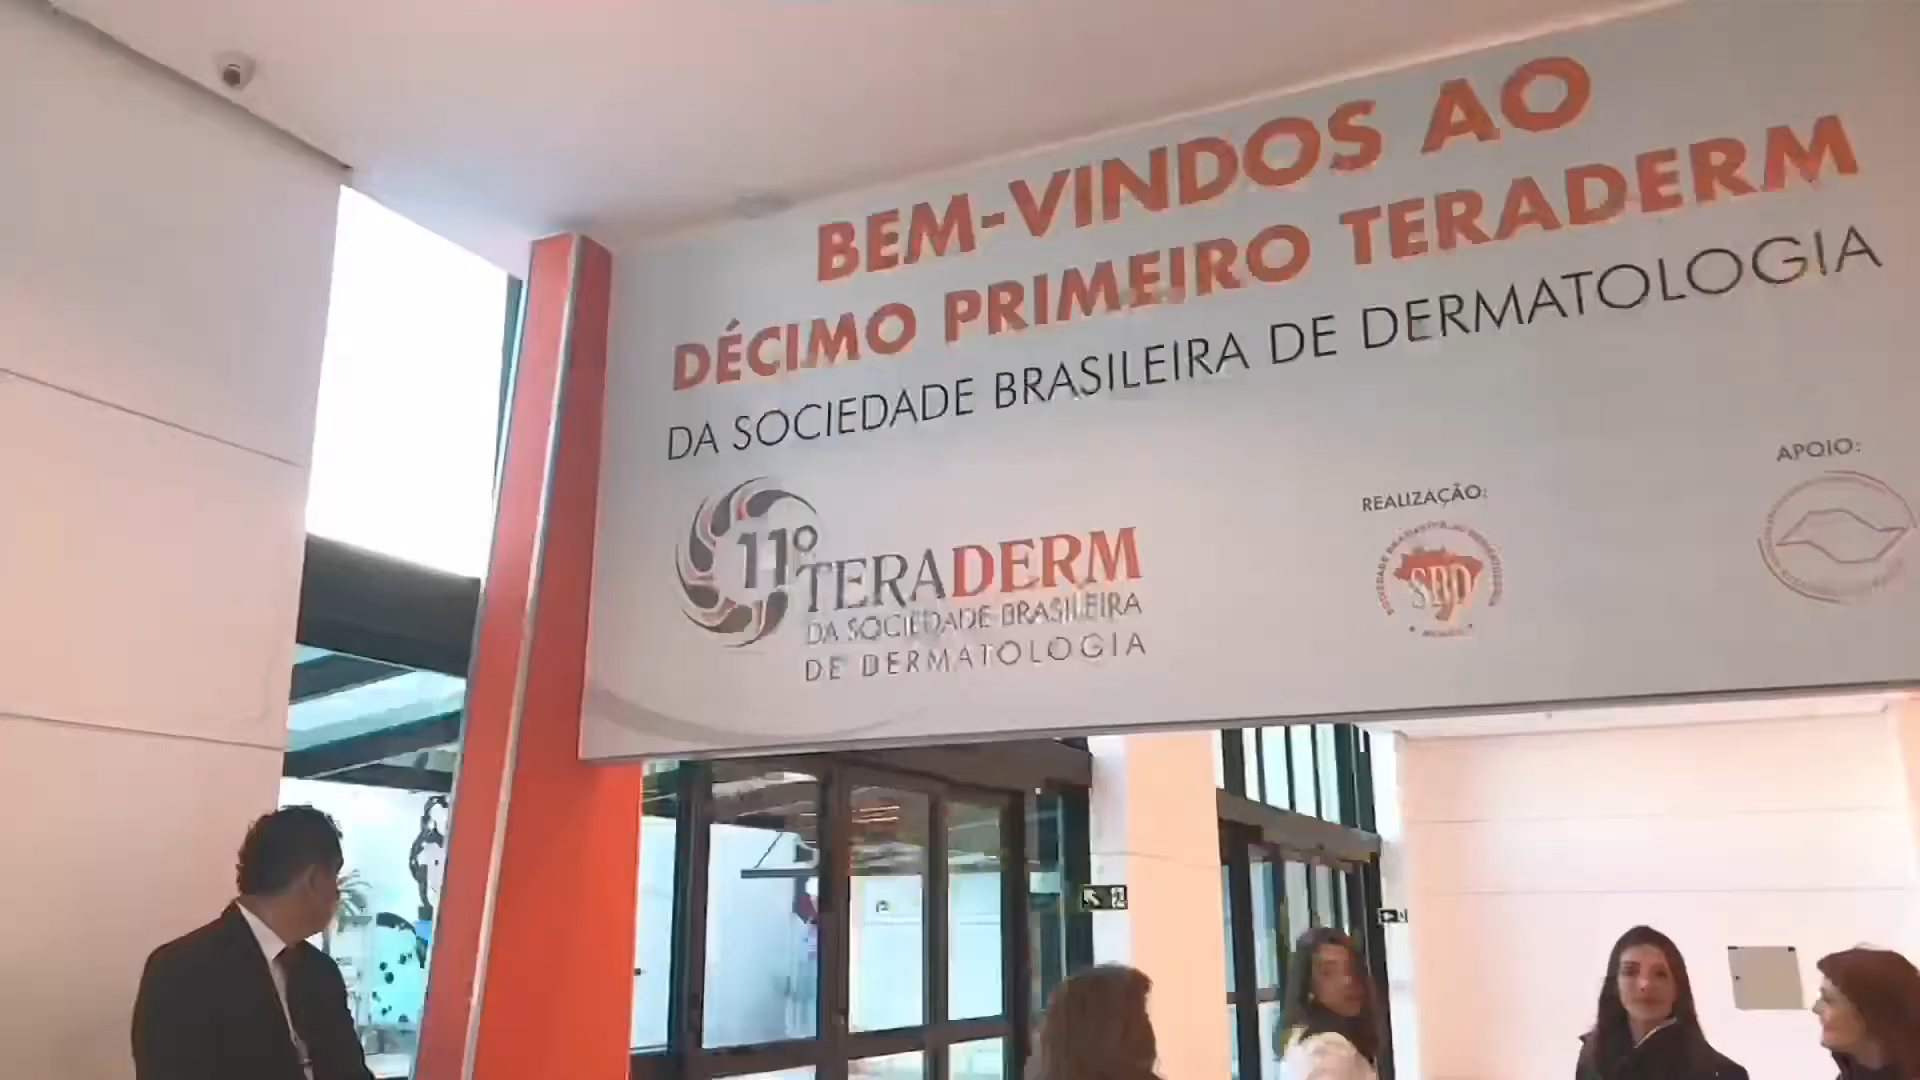 BEM-VINDOS AO
DÉCIMO PRIMEIRO TERADERM
DA SOCIEDADE BRASILEIRA DE DERMATOLOGIA
11º
TERADERM
DA SOCIEDADE BRASILEIRA
DE DERMATOLOGIA
REALIZAÇÃO:
SBD
APOIO: